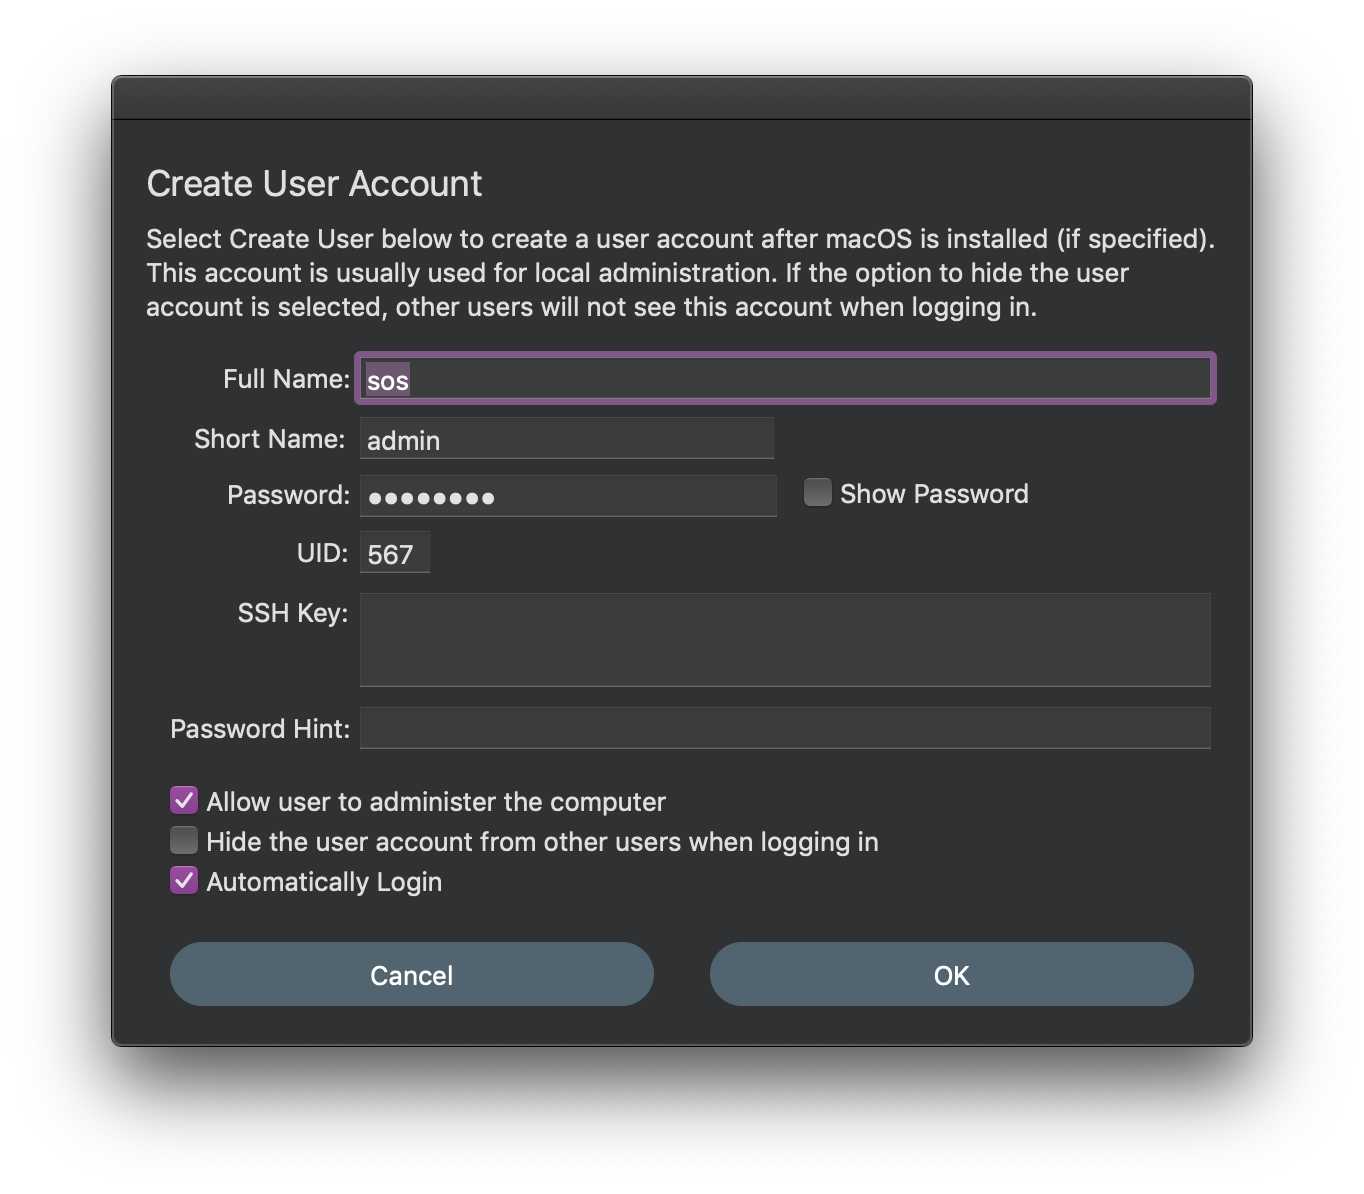 Create User Account
Select Create User below to create a user account after macOS is installed (if specified).
This account is usually used for local administration. If the option to hide the user
account is selected, other users will not see this account when logging in.
Full Name: sos
Short Name: admin
Password: ●●●●●●●● Show Password
UID: 567
SSH Key:
Password Hint:
Allow user to administer the computer
Hide the user account from other users when logging in
Automatically Login
Cancel OK